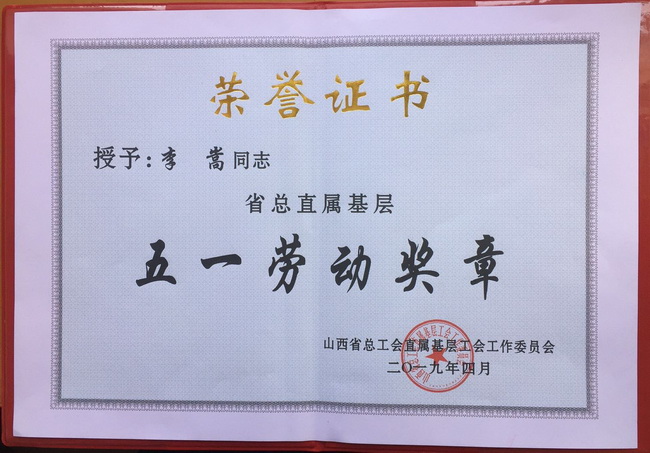 荣誉证书
授予:李 嵩同志
省总直属基层
五一劳动奖章
山西省总工会直属基层工会工作委员会
二〇一九年四月